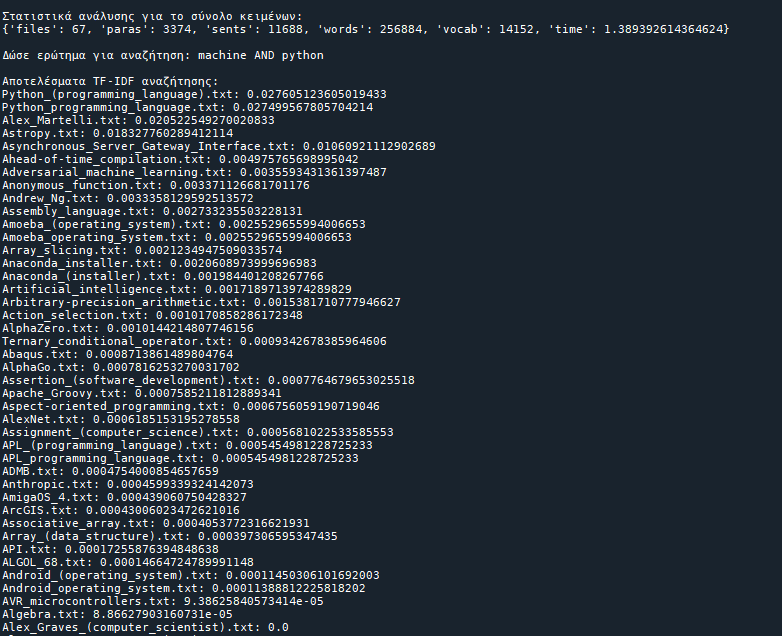 Στατιστικά ανάλυσης για το σύνολο κειμένων:
{'files': 67, 'paras': 3374, 'sents': 11688, 'words': 256884, 'vocab': 14152, 'time': 1.389392614364624}
Δώσε ερώτημα για αναζήτηση: machine AND python
Αποτελέσματα TF-IDF αναζήτησης:
Python_(programming_language).txt: 0.027605123605019433
Python_programming_language.txt: 0.027499567805704214
Alex_Martelli.txt: 0.020522549270020833
Astropy.txt: 0.018327760289412114
Asynchronous_Server_Gateway_Interface.txt: 0.01060921112902689
Ahead-of-time_compilation.txt: 0.004975765698995042
Adversarial_machine_learning.txt: 0.0035593431361397487
Anonymous_function.txt: 0.003371126681701176
Andrew_Ng.txt: 0.0033358129592513572
Assembly_language.txt: 0.002733235503228131
Amoeba_(operating_system).txt: 0.0025529655994006653
Amoeba_operating_system.txt: 0.0025529655994006653
Array_slicing.txt: 0.0021234947509033574
Anaconda_installer.txt: 0.0020608973999696983
Anaconda_(installer).txt: 0.001984401208267766
Artificial_intelligence.txt: 0.0017189713974289829
Arbitrary-precision_arithmetic.txt: 0.0015381710777946627
Action_selection.txt: 0.0010170858286172348
AlphaZero.txt: 0.0010144214807746156
Ternary_conditional_operator.txt: 0.0009342678385964606
Abaqus.txt: 0.0008713861489804764
AlphaGo.txt: 0.0007816253270031702
Assertion_(software_development).txt: 0.0007764679653025518
Apache_Groovy.txt: 0.0007585211812889341
Aspect-oriented_programming.txt: 0.0006756059190719046
AlexNet.txt: 0.0006185153195278558
Assignment_(computer_science).txt: 0.0005681022533585553
APL_(programming_language).txt: 0.0005454981228725233
APL_programming_language.txt: 0.0005454981228725233
ADMB.txt: 0.0004754000854657659
Anthropic.txt: 0.0004599339324142073
AmigaOS_4.txt: 0.000439060750428327
ArcGIS.txt: 0.00043006023472621016
Associative_array.txt: 0.0004053772316621931
Array_(data_structure).txt: 0.000397306595347435
API.txt: 0.00017255876394848638
ALGOL_68.txt: 0.00014664724789991148
Android_(operating_system).txt: 0.00011450306101692003
Android_operating_system.txt: 0.00011388812225818202
AVR_microcontrollers.txt: 9.38625840573414e-05
Algebra.txt: 8.86627903160731e-05
Alex_Graves_(computer_scientist).txt: 0.0